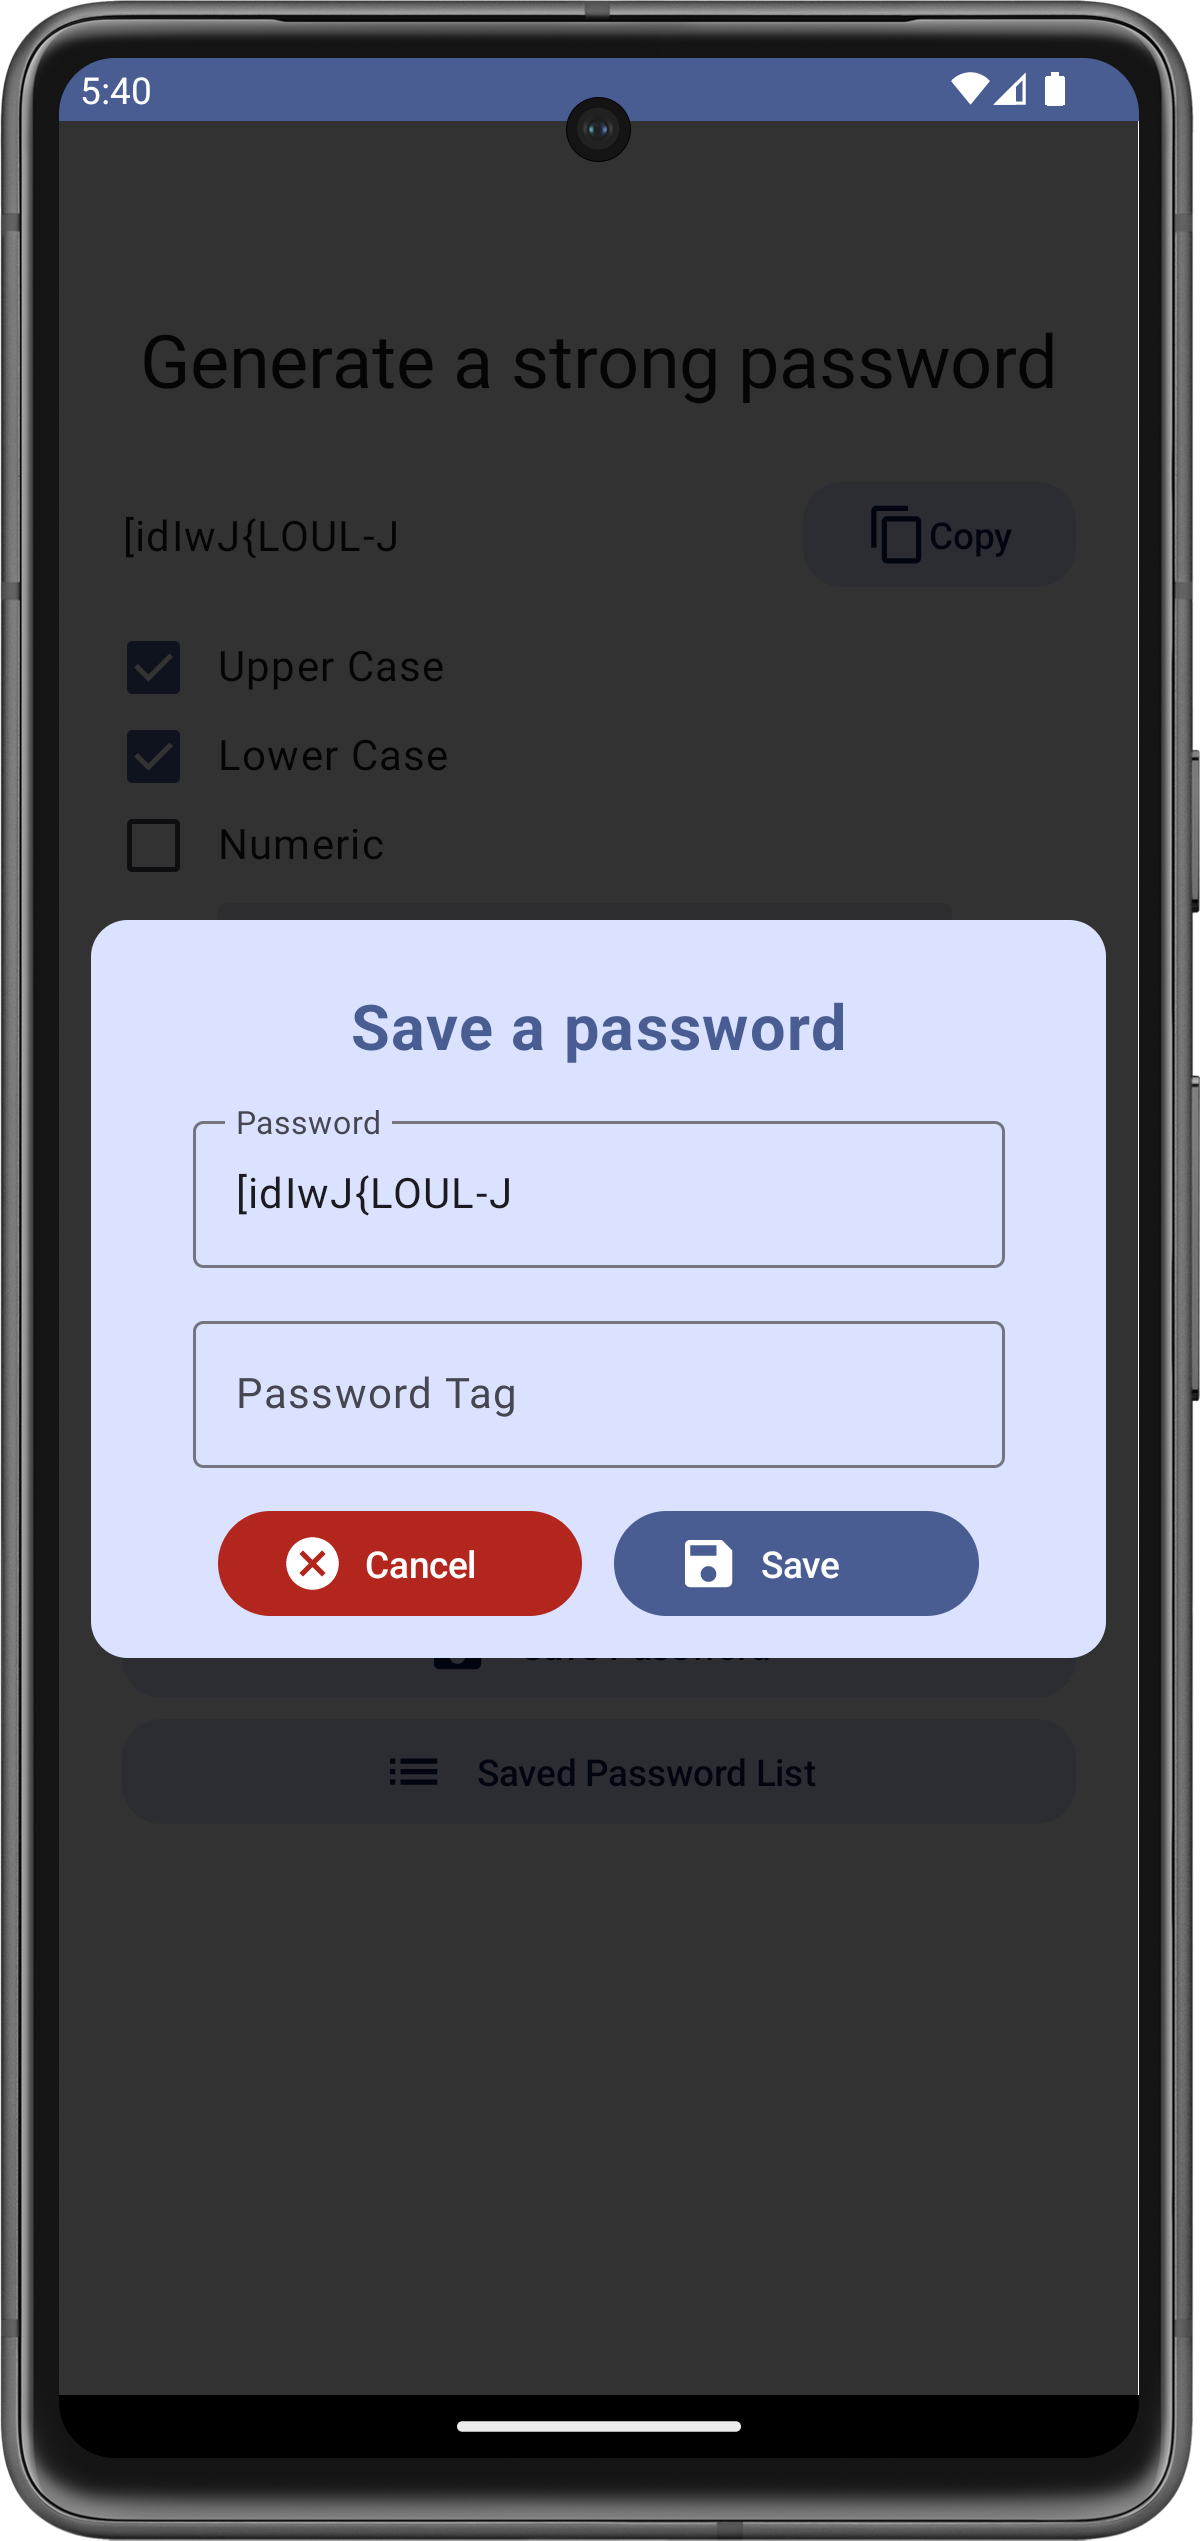 5:40
Generate a strong password
[idIwJ{LOUL-J
Copy
Upper Case
Lower Case
Numeric
Save a password
Password
[idIwJ{LOUL-J
Password Tag
Cancel
Save
Saved Password List